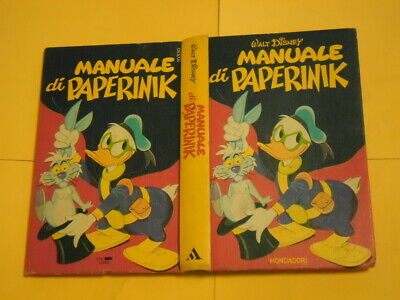 MANUALE
di PAPERINIK
WALT DISNEY
MANUALE
di PAPERINIK
WALT DISNEY
MANUALE
di PAPERINIK
MONDADORI